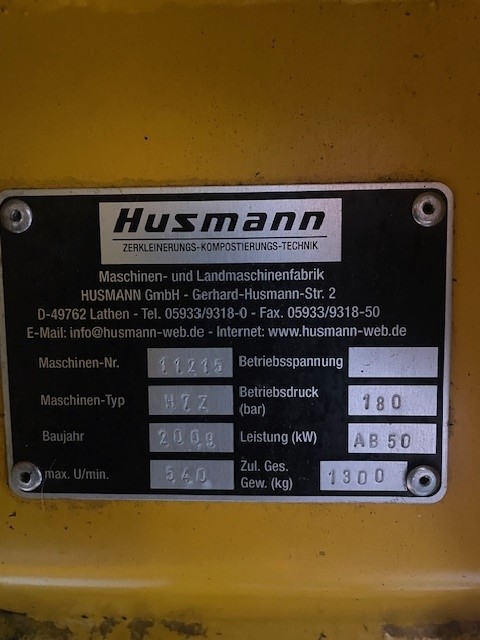 Husmann
ZERKLEINERUNGS-KOMPOSTIERUNGS-TECHNIK
Maschinen- und Landmaschinenfabrik
HUSMANN GmbH - Gerhard-Husmann-Str. 2
D-49762 Lathen - Tel. 05933/9318-0 - Fax. 05933/9318-50
E-Mail: info@husmann-web.de - Internet: www.husmann-web.de
Maschinen-Nr. 11215 Betriebsspannung
Maschinen-Typ H7Z Betriebsdruck (bar) 180
Baujahr 2009 Leistung (kW) AB 50
max. U/min. 540 Zul. Ges. Gew. (kg) 1300